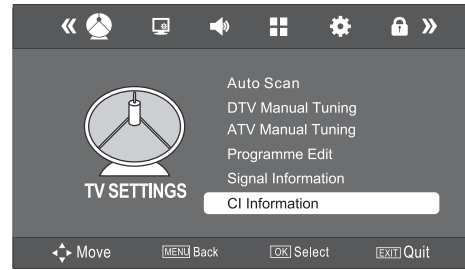 Auto Scan
DTV Manual Tuning
ATV Manual Tuning
Programme Edit
Signal Information
CI Information
TV SETTINGS
Move MENU Back OK Select EXIT Quit